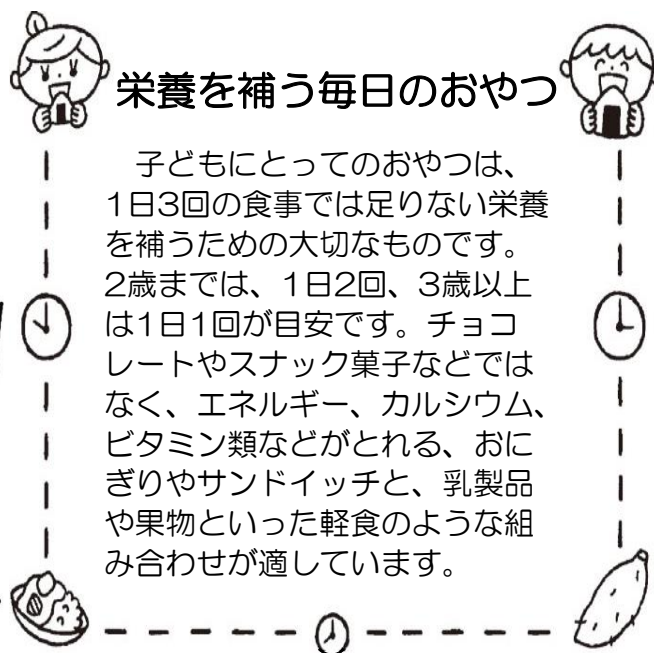 栄養を補う毎日のおやつ
子どもにとってのおやつは、
1日3回の食事では足りない栄養
を補うための大切なものです。
2歳までは、1日2回、3歳以上
は1日1回が目安です。チョコ
レートやスナック菓子などでは
なく、エネルギー、カルシウム、
ビタミン類などがとれる、おに
ぎりやサンドイッチと、乳製品
や果物といった軽食のような組
み合わせが適しています。